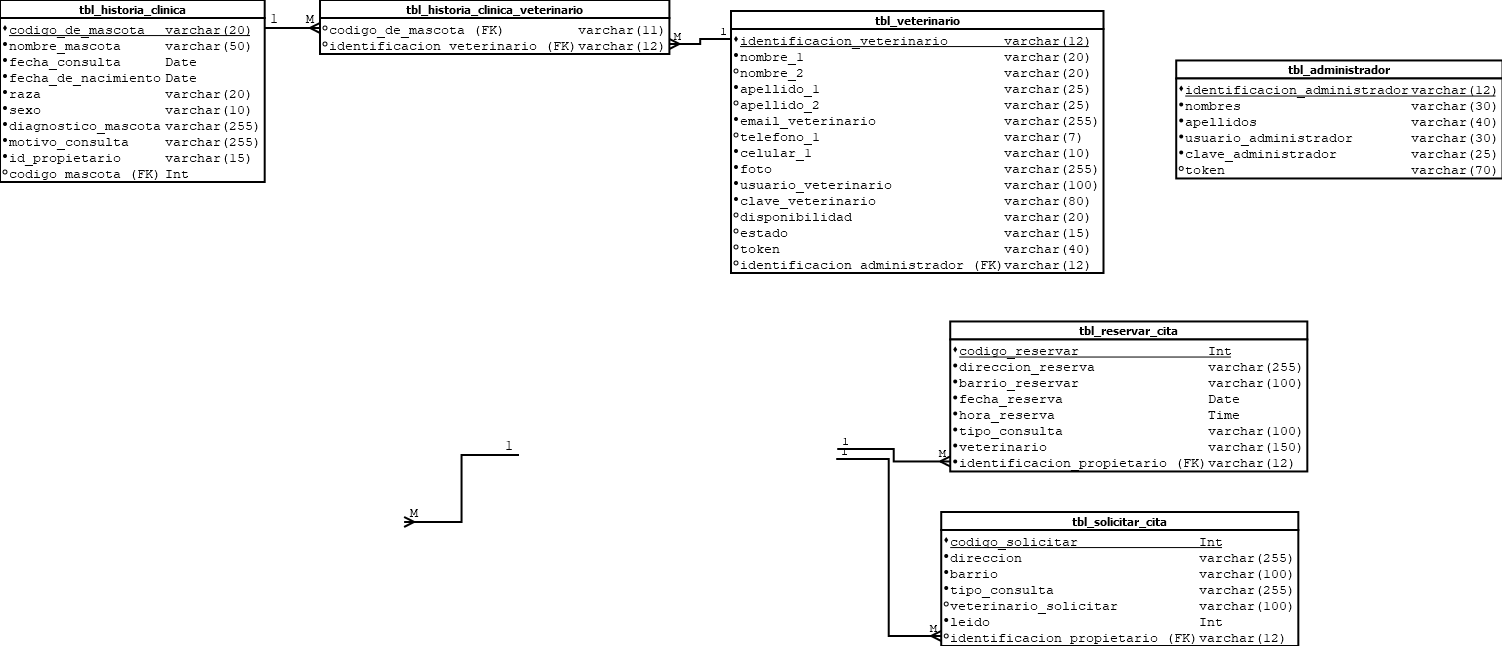 tbl_historia_clinica
codigo_de_mascota varchar(20)
nombre_mascota varchar(50)
fecha_consulta Date
fecha_de_nacimiento Date
raza varchar(20)
sexo varchar(10)
diagnostico_mascota varchar(255)
motivo_consulta varchar(255)
id_propietario varchar(15)
codigo_mascota (FK) Int
1 M
tbl_historia_clinica_veterinario
codigo_de_mascota (FK) varchar(11)
identificacion_veterinario (FK) varchar(12)
M 1
tbl_veterinario
identificacion_veterinario varchar(12)
nombre_1 varchar(20)
nombre_2 varchar(20)
apellido_1 varchar(25)
apellido_2 varchar(25)
email_veterinario varchar(255)
telefono_1 varchar(7)
celular_1 varchar(10)
foto varchar(255)
usuario_veterinario varchar(100)
clave_veterinario varchar(80)
disponibilidad varchar(20)
estado varchar(15)
token varchar(40)
identificacion_administrador (FK) varchar(12)
tbl_administrador
identificacion_administrador varchar(12)
nombres varchar(30)
apellidos varchar(40)
usuario_administrador varchar(30)
clave_administrador varchar(25)
token varchar(70)
tbl_reservar_cita
codigo_reservar Int
direccion_reserva varchar(255)
barrio_reservar varchar(100)
fecha_reserva Date
hora_reserva Time
tipo_consulta varchar(100)
veterinario varchar(150)
identificacion_propietario (FK) varchar(12)
1
M
1
1
M
M
tbl_solicitar_cita
codigo_solicitar Int
direccion varchar(255)
barrio varchar(100)
tipo_consulta varchar(255)
veterinario_solicitar varchar(100)
leido Int
identificacion_propietario (FK) varchar(12)